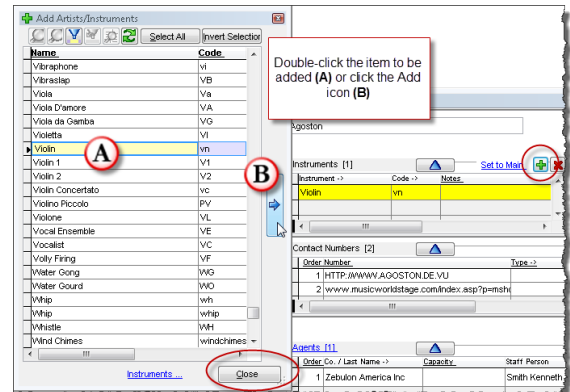 Add Artists/Instruments
Select All
Invert Selection
Name
Code
Vibraphone vi
Vibraslap VB
Viola Va
Viola D'amore VA
Viola da Gamba VG
Violetta VI
Violin vn
Violin 1 V1
Violin 2 V2
Violin Concertato vc
Violino Piccolo PV
Violone VL
Vocal Ensemble VE
Vocalist VC
Volly Firing VF
Water Gong WG
Water Gourd WO
Whip wh
Whip whip
Whistle WH
Wind Chimes windchimes
Instruments ...
Close
A
B
Double-click the item to be
added (A) or click the Add
icon (B)
Agoston
Instruments [1]
Set to Main
Instrument -> Code -> Notes
Violin vn
Contact Numbers [2]
Order Number Type ->
1 HTTP://WWW.AGOSTON.DE.VU
2 www.musicworldstage.com/index.asp?p=msh
Agents [1]
Order Co. / Last Name -> Capacity Staff Person
1 Zebulon America Inc Smith Kenneth